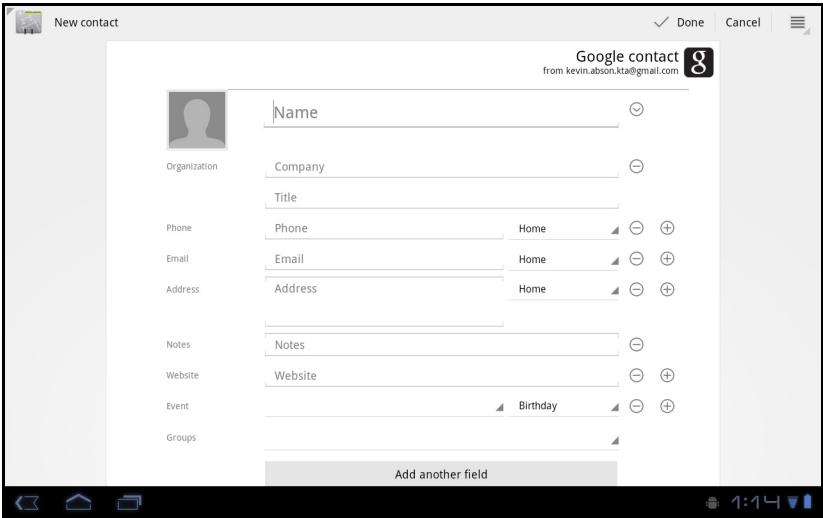 New contact
Done
Cancel
Google contact
from kevin.abson.kta@gmail.com
g
Name
Organization
Company
Title
Phone
Phone
Home
Email
Email
Home
Address
Address
Home
Notes
Notes
Website
Website
Event
Birthday
Groups
Add another field
1:14